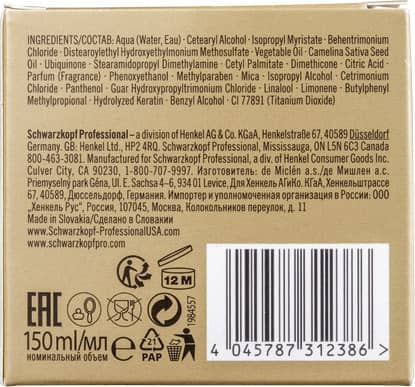 INGREDIENTS/СОСТАВ: Aqua (Water, Eau) • Cetearyl Alcohol • Isopropyl Myristate • Behentrimonium
Chloride • Distearoylethyl Hydroxyethylmonium Methosulfate • Vegetable Oil • Camelina Sativa Seed
Oil • Ubiquinone • Stearamidopropyl Dimethylamine • Cetyl Palmitate • Dimethicone • Citric Acid •
Parfum (Fragrance) • Phenoxyethanol • Methylparaben • Mica • Isopropyl Alcohol • Cetrimonium
Chloride • Panthenol • Guar Hydroxypropyltrimonium Chloride • Linalool • Limonene • Butylphenyl
Methylpropional • Hydrolyzed Keratin • Benzyl Alcohol • CI 77891 (Titanium Dioxide)
Schwarzkopf Professional – a division of Henkel AG & Co. KGaA, Henkelstraße 67, 40589 Düsseldorf
Germany. GB: Henkel Ltd., HP2 4RQ. Schwarzkopf Professional, Mississauga, ON L5N 6C3 Canada
800-463-3081. Manufactured for Schwarzkopf Professional, a div. of Henkel Consumer Goods Inc.
Culver City, CA 90230. 1-800-707-9997. Изготовитель: de Miclén a.s./дэ Миклен а.с.
Priemyselný park Géňa, Ul. E. Sachsa 4–6, 934 01 Levice, Для Хенкель АГиКо. КГаА, Хенкельштрассе
67, 40589, Дюссельдорф, Германия. Импортер и уполномоченная организация в России: ООО
„Хенкель Рус", Россия, 107045, Москва, Колокольников переулок, д. 11
Made in Slovakia/Сделано в Словакии
www.Schwarzkopf-ProfessionalUSA.com
www.schwarzkopfpro.com
12 M
1984557
EAC
150 ml/мл
номинальный объем
e
21
PAP
4 045787 312386 >